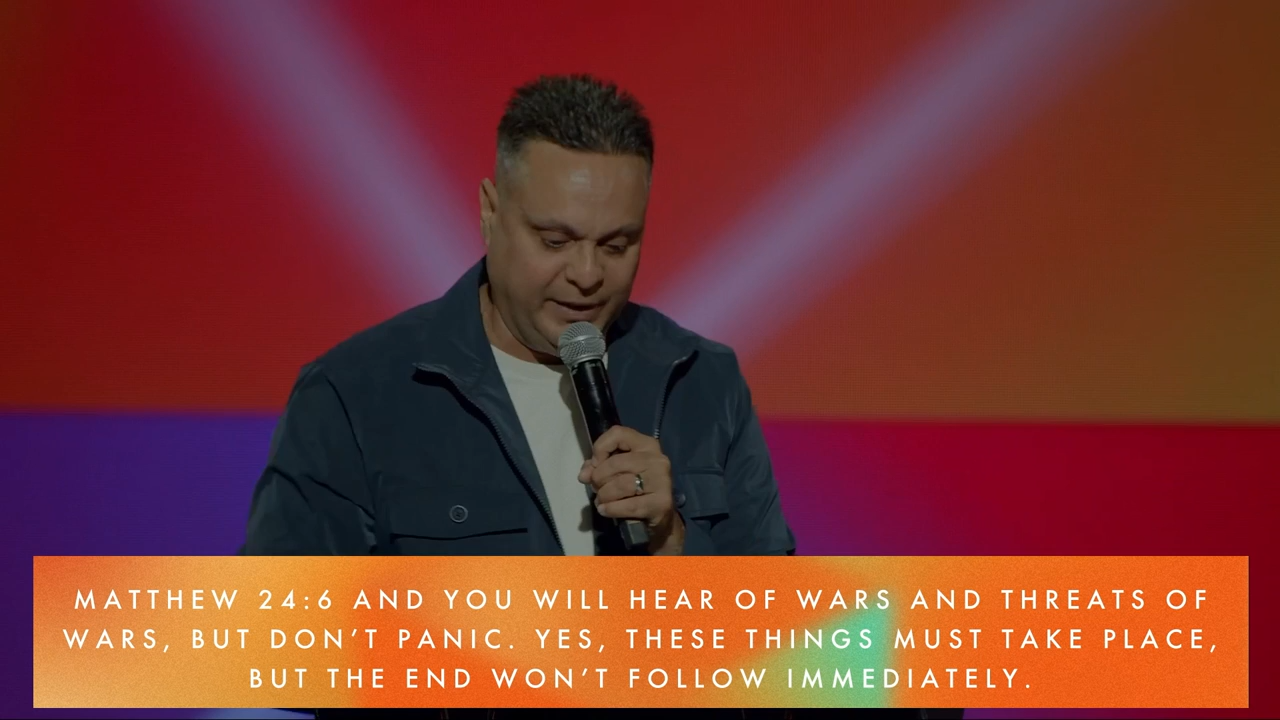 MATTHEW 24:6 AND YOU WILL HEAR OF WARS AND THREATS OF
WARS, BUT DON’T PANIC. YES, THESE THINGS MUST TAKE PLACE,
BUT THE END WON’T FOLLOW IMMEDIATELY.